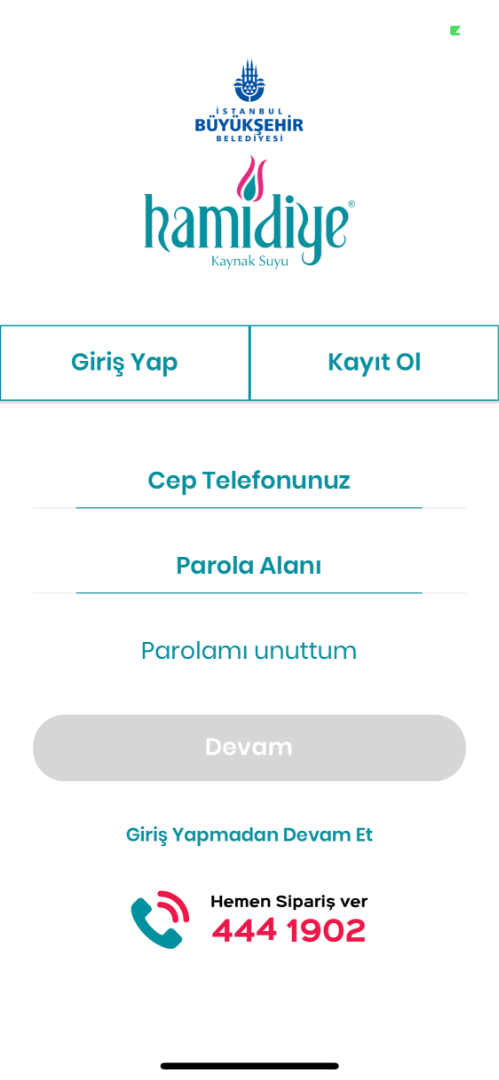 İSTANBUL
BÜYÜKŞEHİR
BELEDİYESİ
hamidiye®
Kaynak Suyu
Giriş Yap
Kayıt Ol
Cep Telefonunuz
Parola Alanı
Parolamı unuttum
Devam
Giriş Yapmadan Devam Et
Hemen Sipariş ver
444 1902